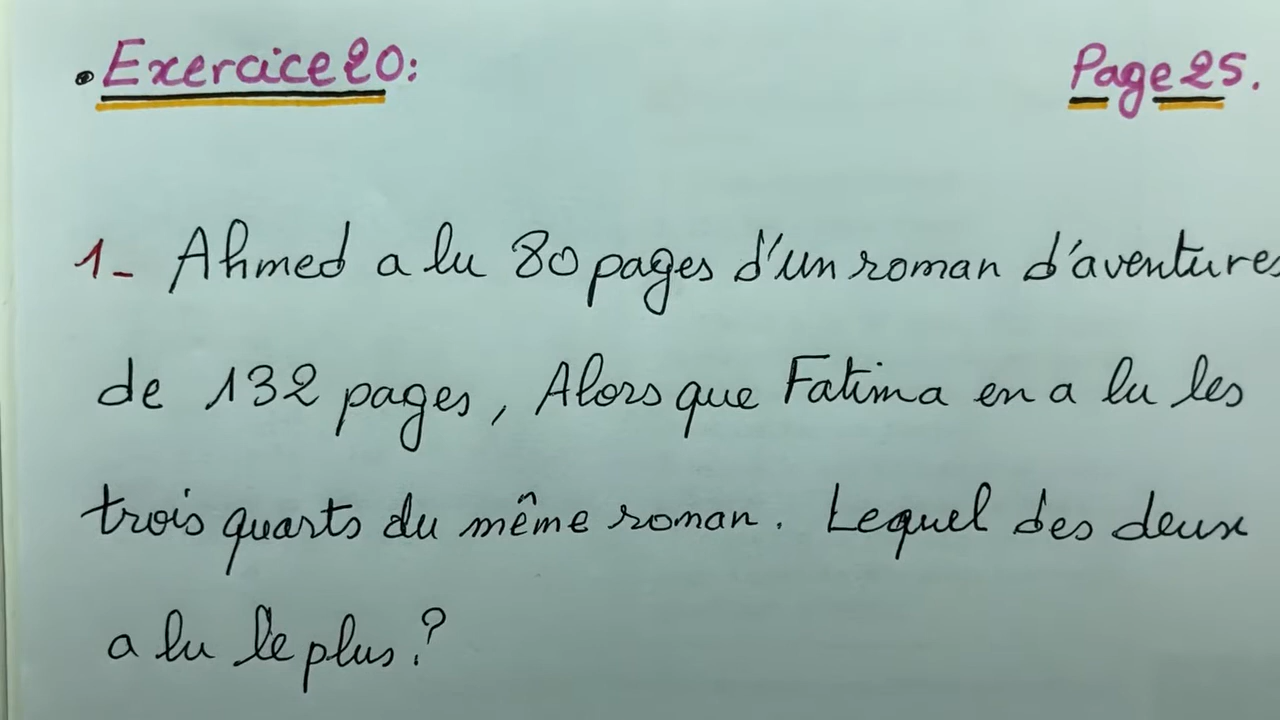 • Exercice 20:
Page 25.
1- Ahmed a lu 80 pages d'un roman d'aventures
de 132 pages, Alors que Fatima en a lu les
trois quarts du même roman. Lequel des deux
a lu le plus?